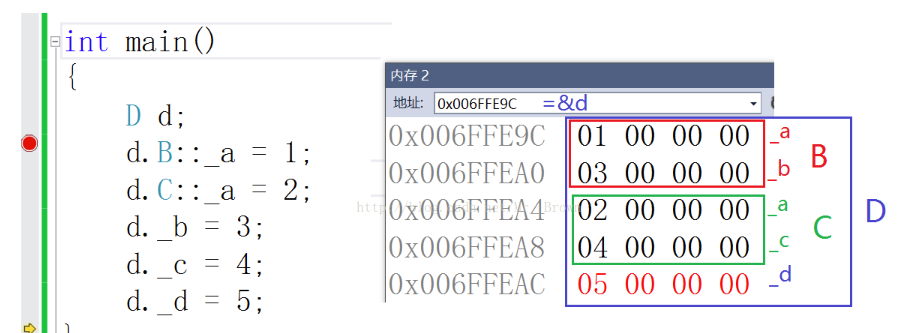 int main()
{
D d;
d.B::_a = 1;
d.C::_a = 2;
d._b = 3;
d._c = 4;
d._d = 5;
}
内存 2
地址: 0x006FFE9C =&d
0x006FFE9C 01 00 00 00 _a
0x006FFEA0 03 00 00 00 _b
B
0x006FFEA4 02 00 00 00 _a
0x006FFEA8 04 00 00 00 _c
C
0x006FFEAC 05 00 00 00 _d
D